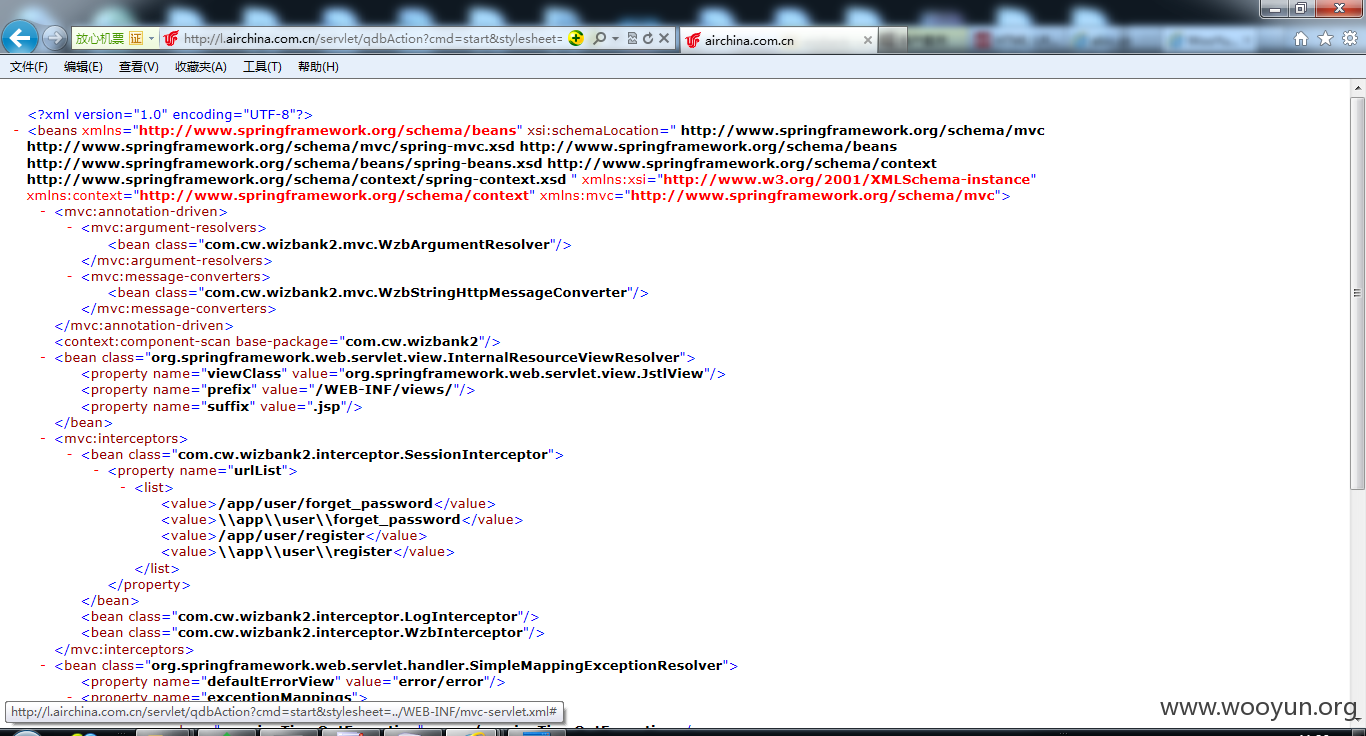 放心机票 证 http://l.airchina.com.cn/servlet/qdbAction?cmd=start&stylesheet= airchina.com.cn
文件(F) 编辑(E) 查看(V) 收藏夹(A) 工具(T) 帮助(H)
<?xml version="1.0" encoding="UTF-8"?>
- <beans xmlns="http://www.springframework.org/schema/beans" xsi:schemaLocation=" http://www.springframework.org/schema/mvc
http://www.springframework.org/schema/mvc/spring-mvc.xsd http://www.springframework.org/schema/beans
http://www.springframework.org/schema/beans/spring-beans.xsd http://www.springframework.org/schema/context
http://www.springframework.org/schema/context/spring-context.xsd " xmlns:xsi="http://www.w3.org/2001/XMLSchema-instance"
xmlns:context="http://www.springframework.org/schema/context" xmlns:mvc="http://www.springframework.org/schema/mvc">
- <mvc:annotation-driven>
- <mvc:argument-resolvers>
<bean class="com.cw.wizbank2.mvc.WzbArgumentResolver"/>
</mvc:argument-resolvers>
- <mvc:message-converters>
<bean class="com.cw.wizbank2.mvc.WzbStringHttpMessageConverter"/>
</mvc:message-converters>
</mvc:annotation-driven>
<context:component-scan base-package="com.cw.wizbank2"/>
- <bean class="org.springframework.web.servlet.view.InternalResourceViewResolver">
<property name="viewClass" value="org.springframework.web.servlet.view.JstlView"/>
<property name="prefix" value="/WEB-INF/views/"/>
<property name="suffix" value=".jsp"/>
</bean>
- <mvc:interceptors>
- <bean class="com.cw.wizbank2.interceptor.SessionInterceptor">
- <property name="urlList">
- <list>
<value>/app/user/forget_password</value>
<value>\\app\\user\\forget_password</value>
<value>/app/user/register</value>
<value>\\app\\user\\register</value>
</list>
</property>
</bean>
<bean class="com.cw.wizbank2.interceptor.LogInterceptor"/>
<bean class="com.cw.wizbank2.interceptor.WzbInterceptor"/>
</mvc:interceptors>
- <bean class="org.springframework.web.servlet.handler.SimpleMappingExceptionResolver">
<property name="defaultErrorView" value="error/error"/>
- <property name="exceptionMappings">
http://l.airchina.com.cn/servlet/qdbAction?cmd=start&stylesheet=../WEB-INF/mvc-servlet.xml#
www.wooyun.org